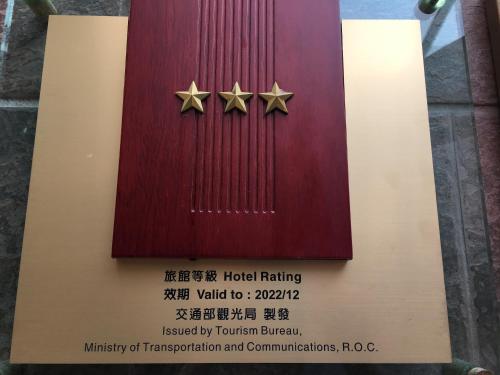 旅館等級 Hotel Rating
效期 Valid to : 2022/12
交通部觀光局 製發
Issued by Tourism Bureau,
Ministry of Transportation and Communications, R.O.C.